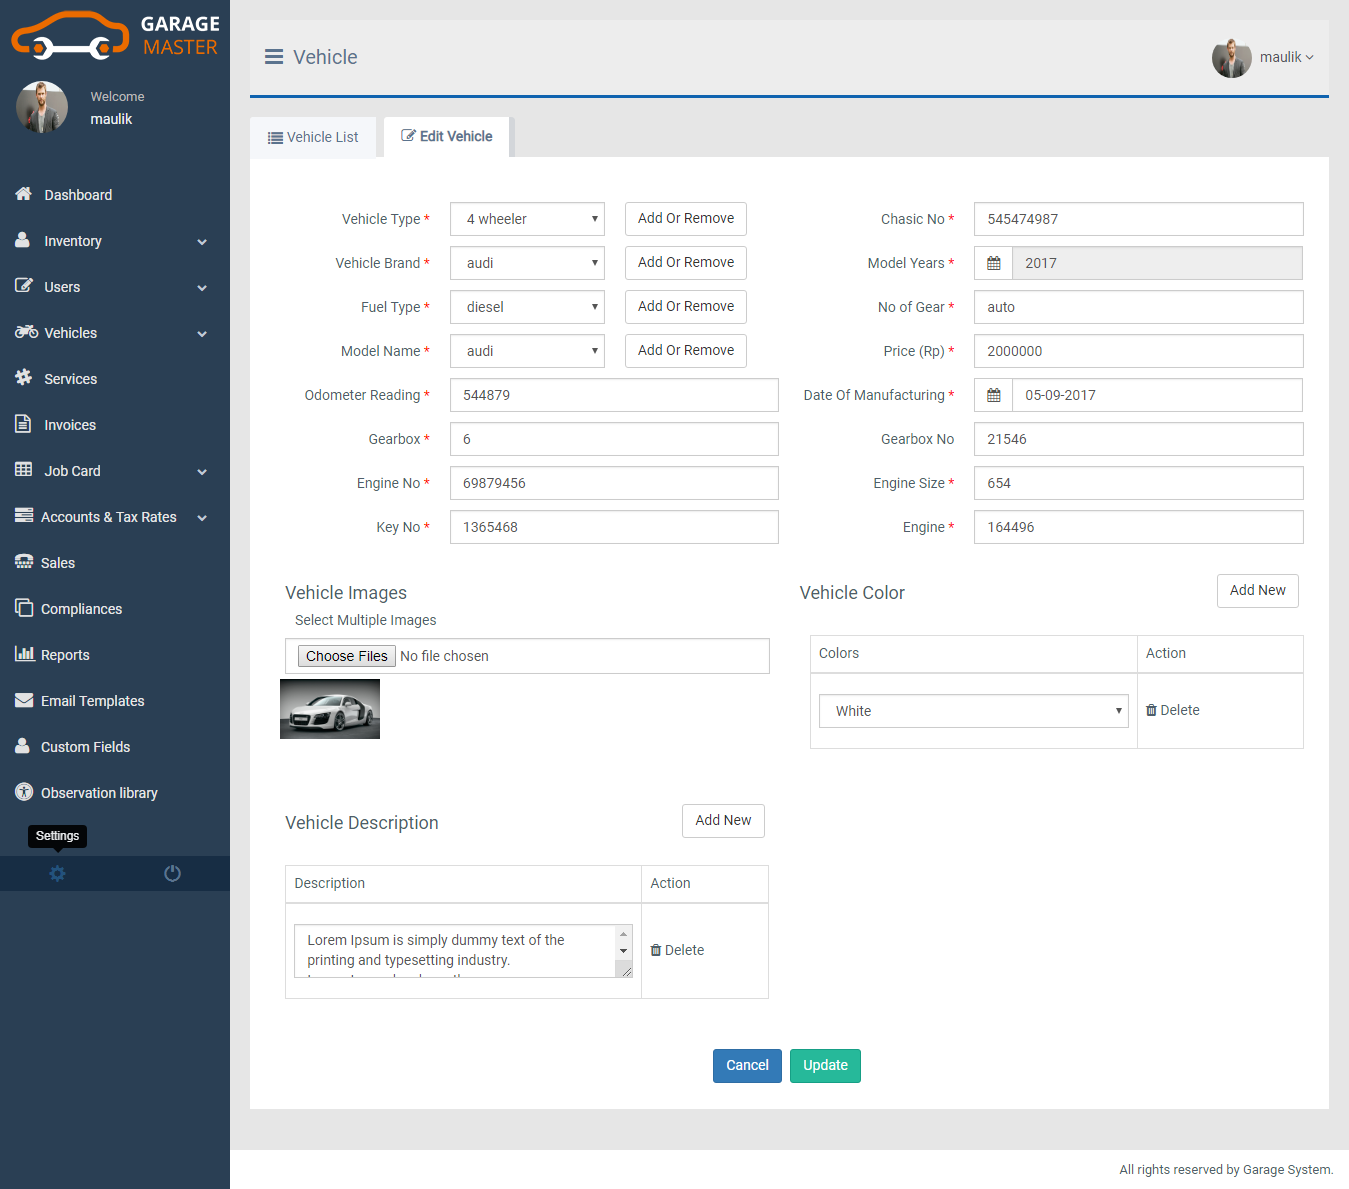 GARAGE
MASTER
Welcome
maulik
Dashboard
Inventory
Users
Vehicles
Services
Invoices
Job Card
Accounts & Tax Rates
Sales
Compliances
Reports
Email Templates
Custom Fields
Observation library
Settings
Vehicle
maulik
Vehicle List
Edit Vehicle
Vehicle Type * 4 wheeler Add Or Remove Chasic No * 545474987
Vehicle Brand * audi Add Or Remove Model Years * 2017
Fuel Type * diesel Add Or Remove No of Gear * auto
Model Name * audi Add Or Remove Price (Rp) * 2000000
Odometer Reading * 544879 Date Of Manufacturing * 05-09-2017
Gearbox * 6 Gearbox No 21546
Engine No * 69879456 Engine Size * 654
Key No * 1365468 Engine * 164496
Vehicle Images
Select Multiple Images
Choose Files No file chosen
Vehicle Color Add New
Colors Action
White Delete
Vehicle Description Add New
Description Action
Lorem Ipsum is simply dummy text of the
printing and typesetting industry.
Delete
Cancel Update
All rights reserved by Garage System.